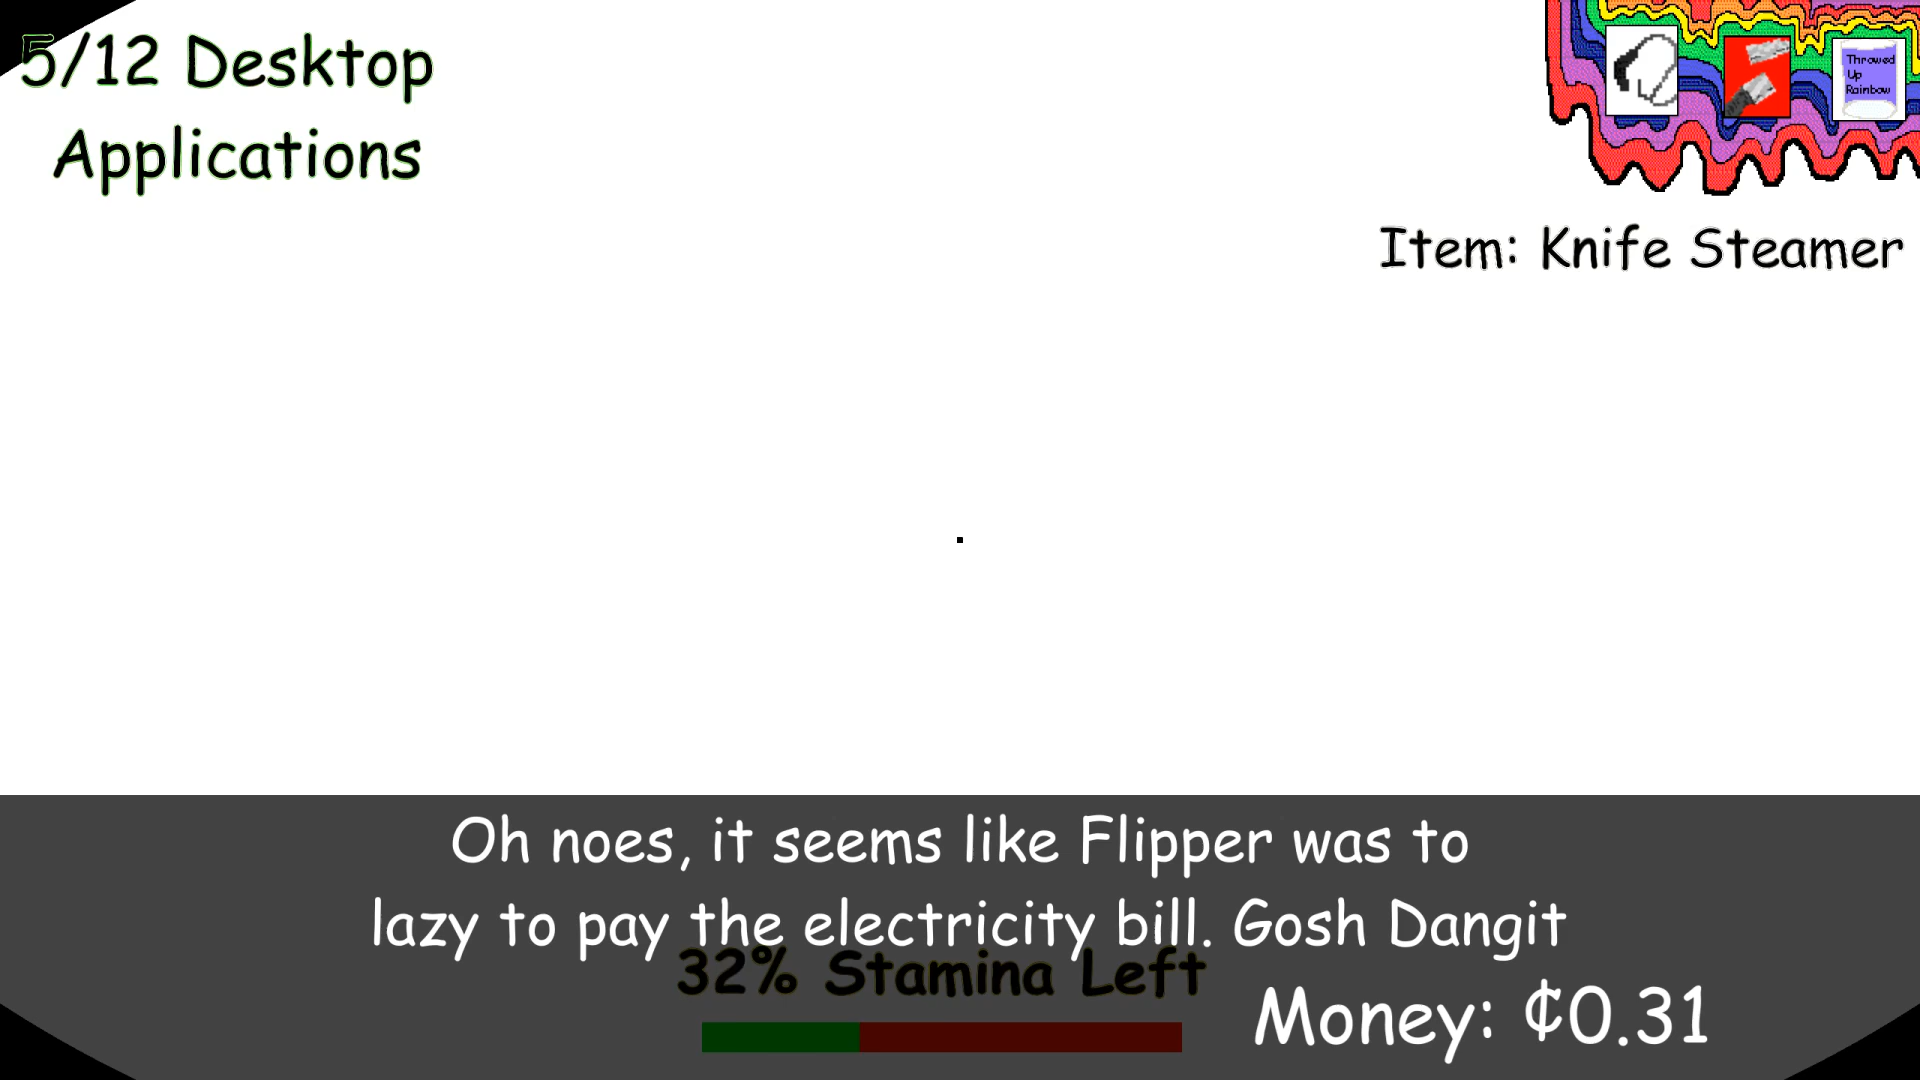 5/12 Desktop
Applications
Throwed
Up
Rainbow
Item: Knife Steamer
Oh noes, it seems like Flipper was to
lazy to pay the electricity bill. Gosh Dangit
32% Stamina Left
Money: ₵0.31